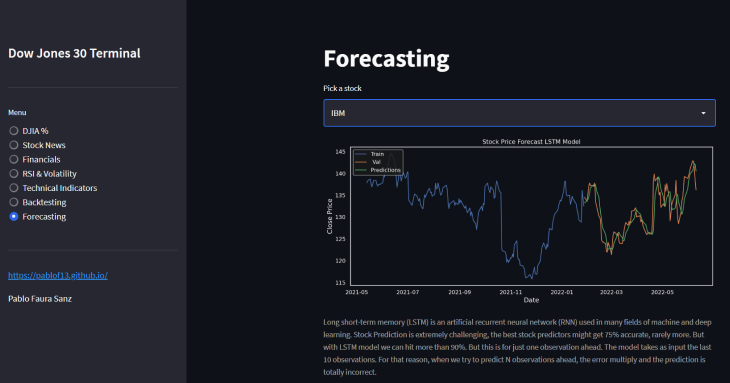 Dow Jones 30 Terminal
Menu
DJIA %
Stock News
Financials
RSI & Volatility
Technical Indicators
Backtesting
Forecasting
https://pablof13.github.io/
Pablo Faura Sanz
Forecasting
Pick a stock
IBM
Stock Price Forecast LSTM Model
Train
Val
Predictions
145
140
135
130
125
120
115
Close Price
2021-05
2021-07
2021-09
2021-11
2022-01
2022-03
2022-05
Date
Long short-term memory (LSTM) is an artificial recurrent neural network (RNN) used in many fields of machine and deep
learning. Stock Prediction is extremely challenging, the best stock predictors might get 75% accurate, rarely more. But
with LSTM model we can hit more than 90%. But this is for just one observation ahead. The model takes as input the last
10 observations. For that reason, when we try to predict N observations ahead, the error multiply and the prediction is
totally incorrect.